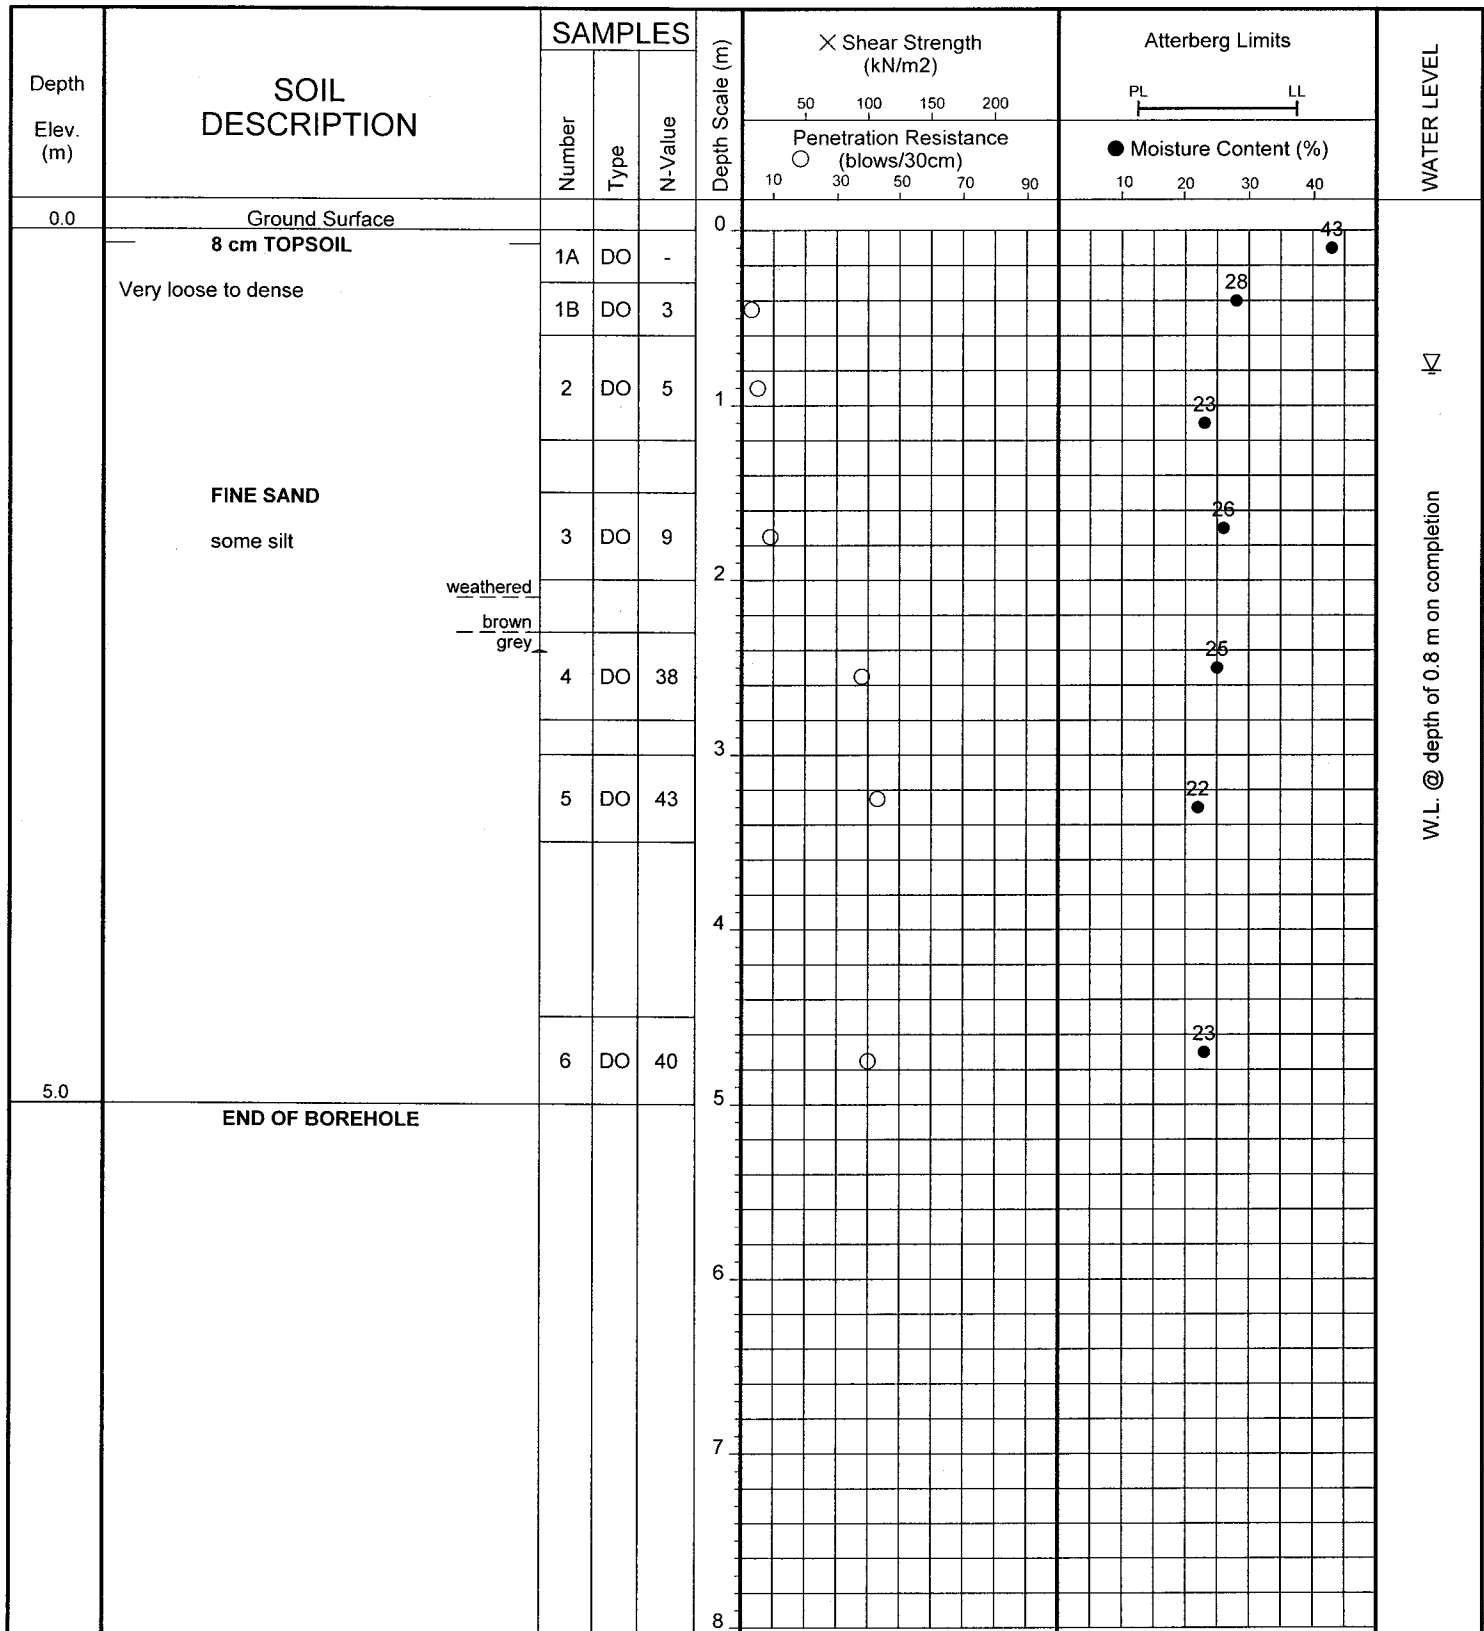 Depth
Elev.
(m)
SOIL
DESCRIPTION
SAMPLES
Number
Type
N-Value
Depth Scale (m)
× Shear Strength
(kN/m2)
50 100 150 200
Penetration Resistance
(blows/30cm)
10 30 50 70 90
Atterberg Limits
PL LL
Moisture Content (%)
10 20 30 40
WATER LEVEL
0.0 Ground Surface 0
8 cm TOPSOIL
43
1A DO -
Very loose to dense
28
1B DO 3
2 DO 5
1
23
FINE SAND
26
some silt
3 DO 9
2
weathered
brown
grey
25
4 DO 38
3
22
5 DO 43
4
23
6 DO 40
5.0
5
END OF BOREHOLE
6
7
8
W.L. @ depth of 0.8 m on completion